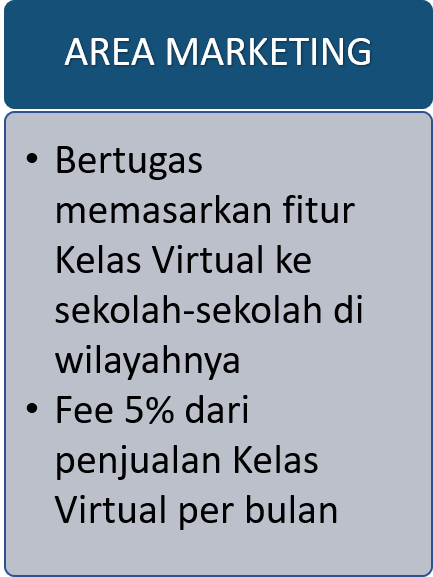 AREA MARKETING
• Bertugas
memasarkan fitur
Kelas Virtual ke
sekolah-sekolah di
wilayahnya
• Fee 5% dari
penjualan Kelas
Virtual per bulan